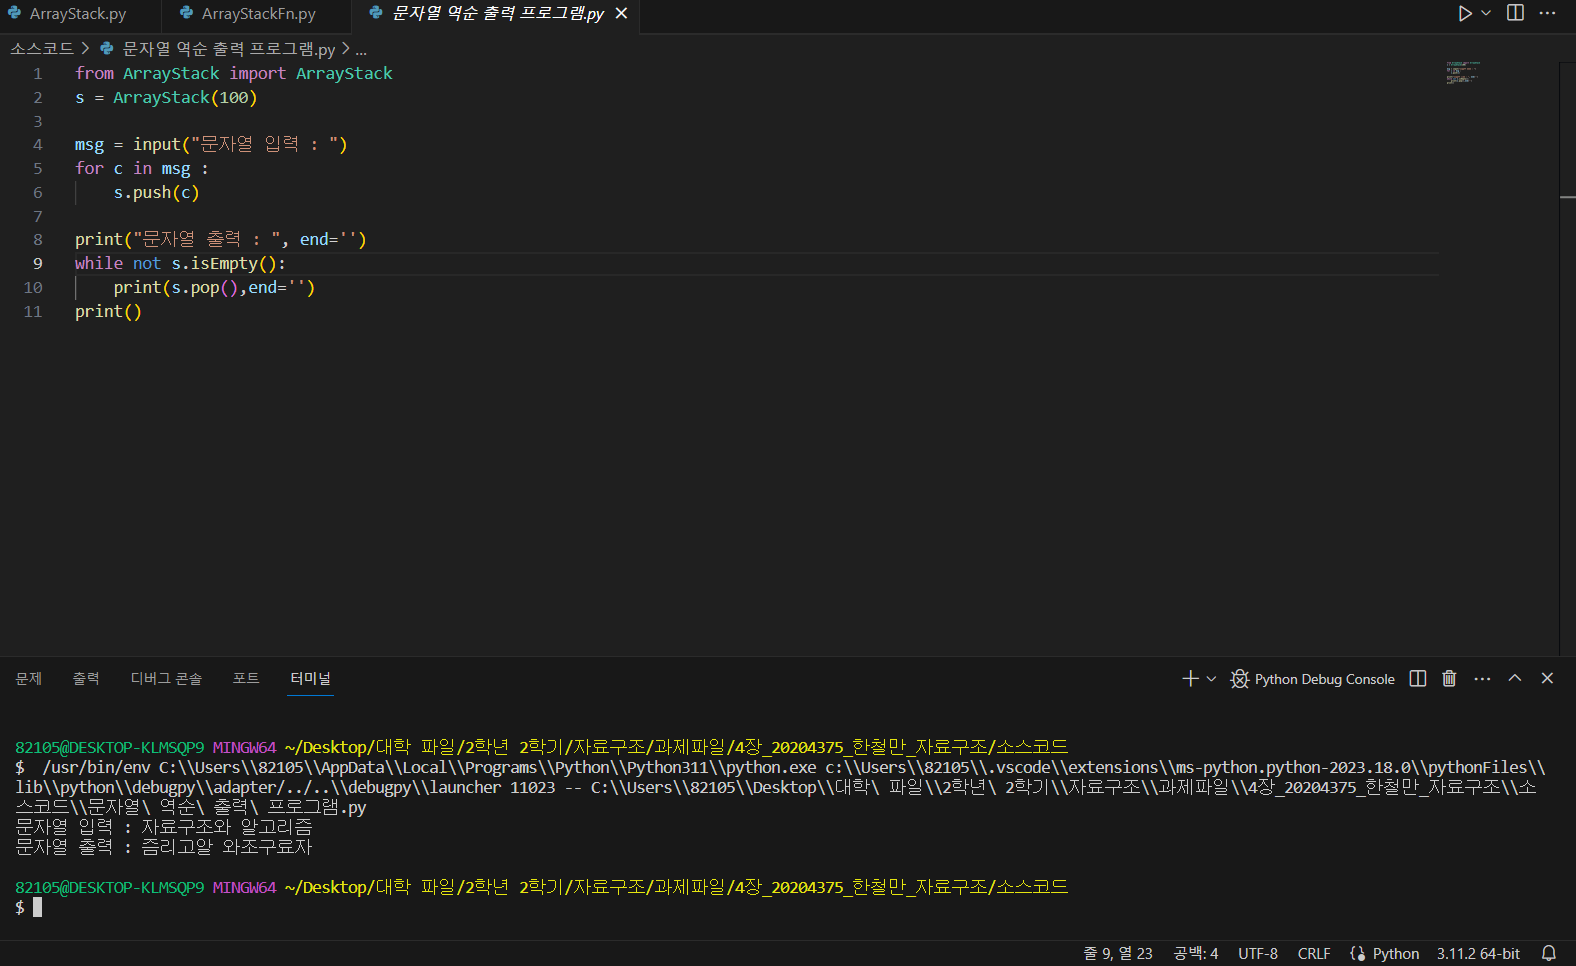 ArrayStack.py ArrayStackFn.py 문자열 역순 출력 프로그램.py
소스코드 > 문자열 역순 출력 프로그램.py > ...
1 from ArrayStack import ArrayStack
2 s = ArrayStack(100)
3
4 msg = input("문자열 입력 : ")
5 for c in msg :
6 s.push(c)
7
8 print("문자열 출력 : ", end='')
9 while not s.isEmpty():
10 print(s.pop(),end='')
11 print()
문제 출력 디버그 콘솔 포트 터미널 Python Debug Console
82105@DESKTOP-KLMSQP9 MINGW64 ~/Desktop/대학 파일/2학년 2학기/자료구조/과제파일/4장_20204375_한철만_자료구조/소스코드
$ /usr/bin/env C:\\Users\\82105\\AppData\\Local\\Programs\\Python\\Python311\\python.exe c:\\Users\\82105\\.vscode\\extensions\\ms-python.python-2023.18.0\\pythonFiles\\
lib\\python\\debugpy\\adapter/../..\\debugpy\\launcher 11023 -- C:\\Users\\82105\\Desktop\\대학\ 파일\\2학년\ 2학기\\자료구조\\과제파일\\4장_20204375_한철만_자료구조\\소
스코드\\문자열\ 역순\ 출력\ 프로그램.py
문자열 입력 : 자료구조와 알고리즘
문자열 출력 : 즘리고알 와조구료자
82105@DESKTOP-KLMSQP9 MINGW64 ~/Desktop/대학 파일/2학년 2학기/자료구조/과제파일/4장_20204375_한철만_자료구조/소스코드
$
줄 9, 열 23 공백: 4 UTF-8 CRLF Python 3.11.2 64-bit